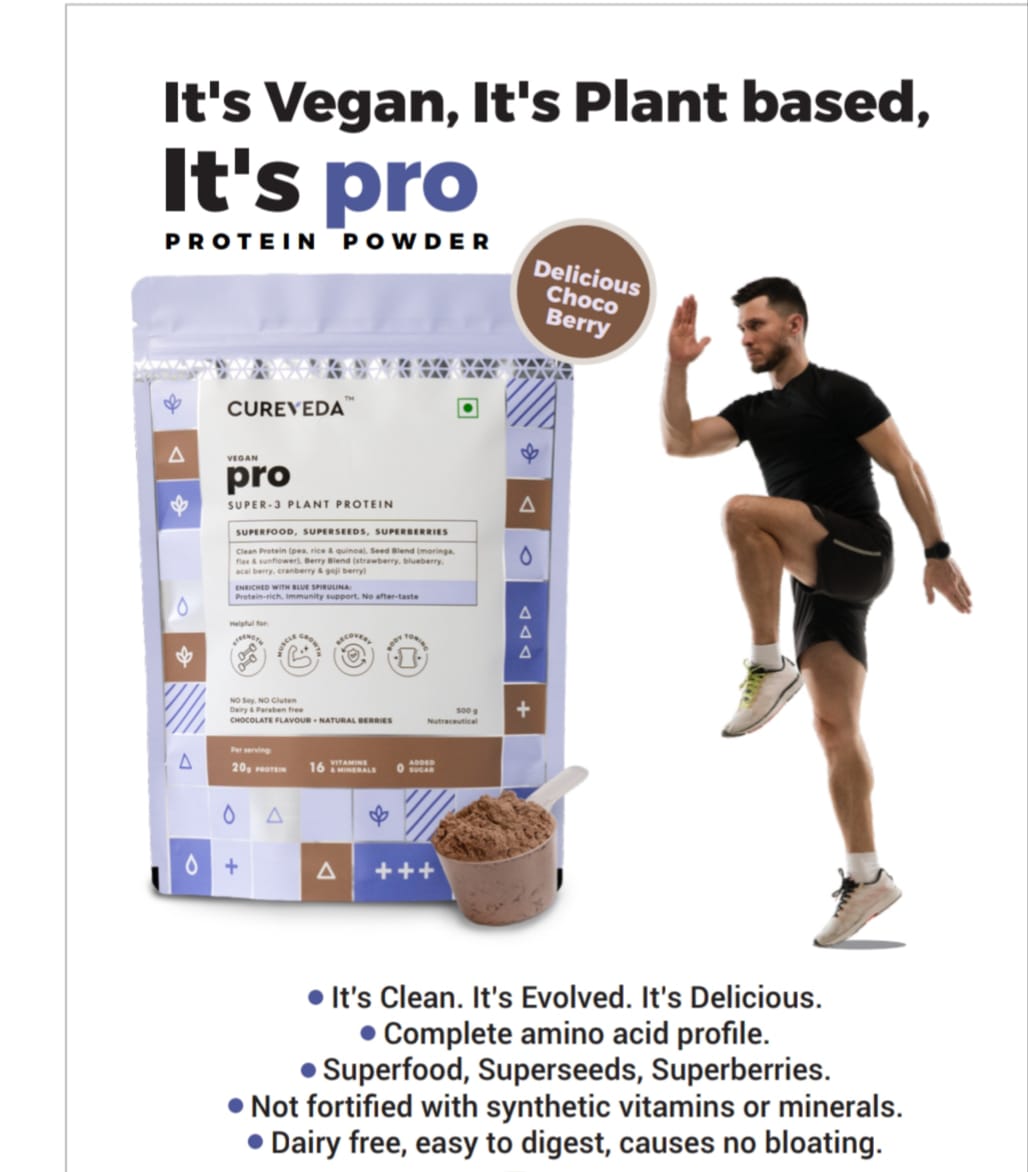 It's Vegan, It's Plant based,
It's pro
PROTEIN POWDER
Delicious
Choco
Berry
CUREVEDA™
VEGAN
pro
SUPER-3 PLANT PROTEIN
SUPERFOOD, SUPERSEEDS, SUPERBERRIES
Clean Protein (pea, rice & quinoa), Seed Blend (moringa,
flax & sunflower), Berry Blend (strawberry, blueberry,
acai berry, cranberry & goji berry)
ENRICHED WITH BLUE SPIRULINA:
Protein-rich, Immunity support, No after-taste
Helpful for:
STRENGTH
MUSCLE GROWTH
RECOVERY
BODY TONING
NO Soy, NO Gluten
Dairy & Paraben free
CHOCOLATE FLAVOUR + NATURAL BERRIES
500 g
Nutraceutical
Per serving:
20g PROTEIN
16 VITAMINS & MINERALS
0 ADDED SUGAR
• It's Clean. It's Evolved. It's Delicious.
• Complete amino acid profile.
• Superfood, Superseeds, Superberries.
• Not fortified with synthetic vitamins or minerals.
• Dairy free, easy to digest, causes no bloating.